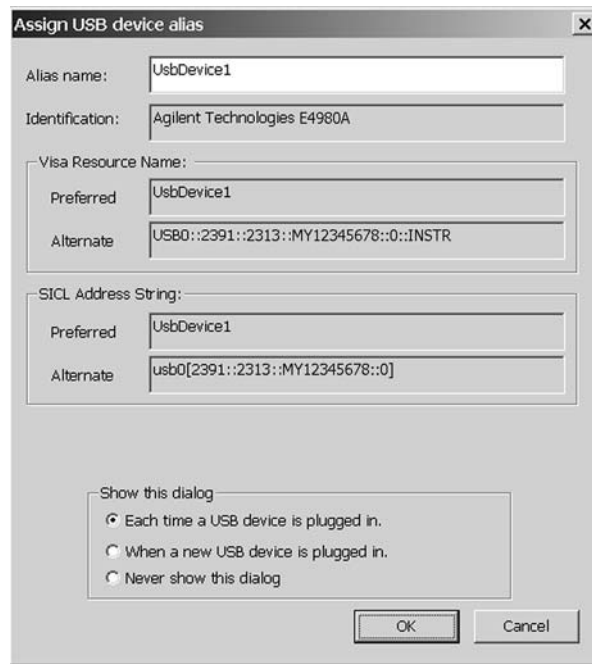 Assign USB device alias
Alias name: UsbDevice1
Identification: Agilent Technologies E4980A
Visa Resource Name:
Preferred UsbDevice1
Alternate USB0::2391::2313::MY12345678::0::INSTR
SICL Address String:
Preferred UsbDevice1
Alternate usb0[2391::2313::MY12345678::0]
Show this dialog
Each time a USB device is plugged in.
When a new USB device is plugged in.
Never show this dialog
OK Cancel